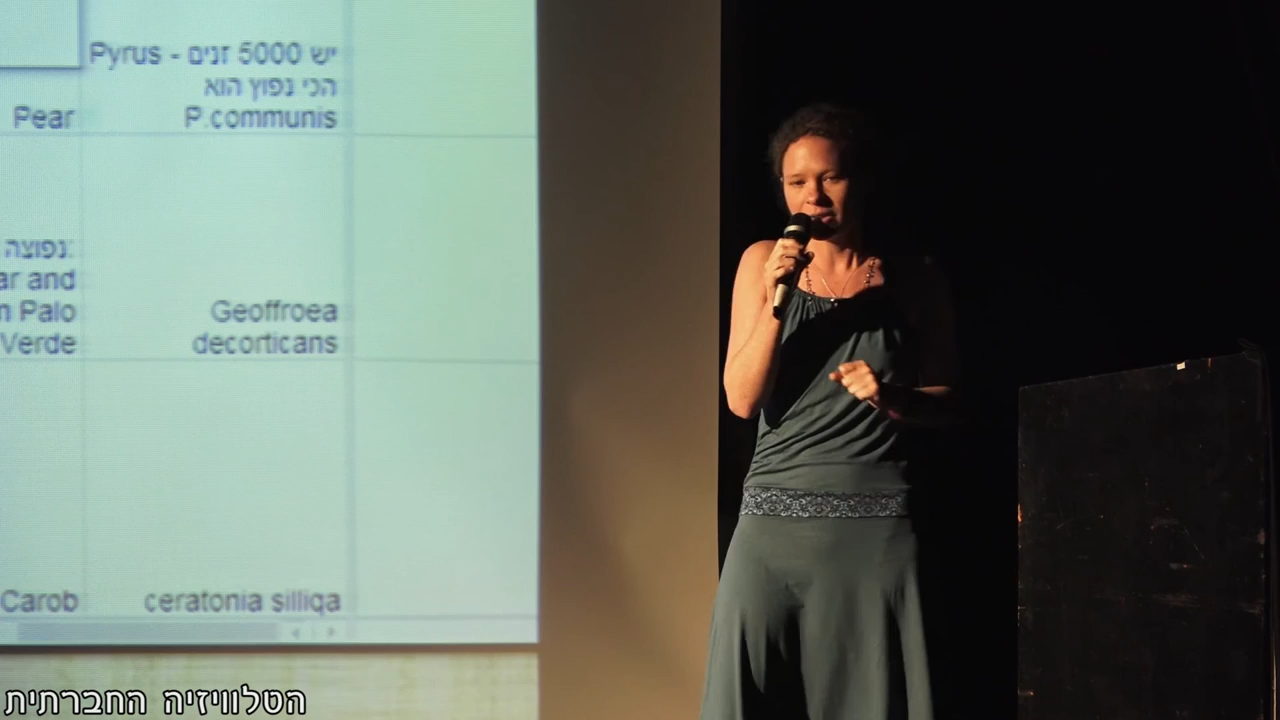 יש 5000 זנים - Pyrus
הכי נפוץ הוא
P.communis
Pear
נפוצה:
ar and
n Palo
Verde
Geoffroea
decorticans
Carob
ceratonia silliqa
הטלוויזיה החברתית